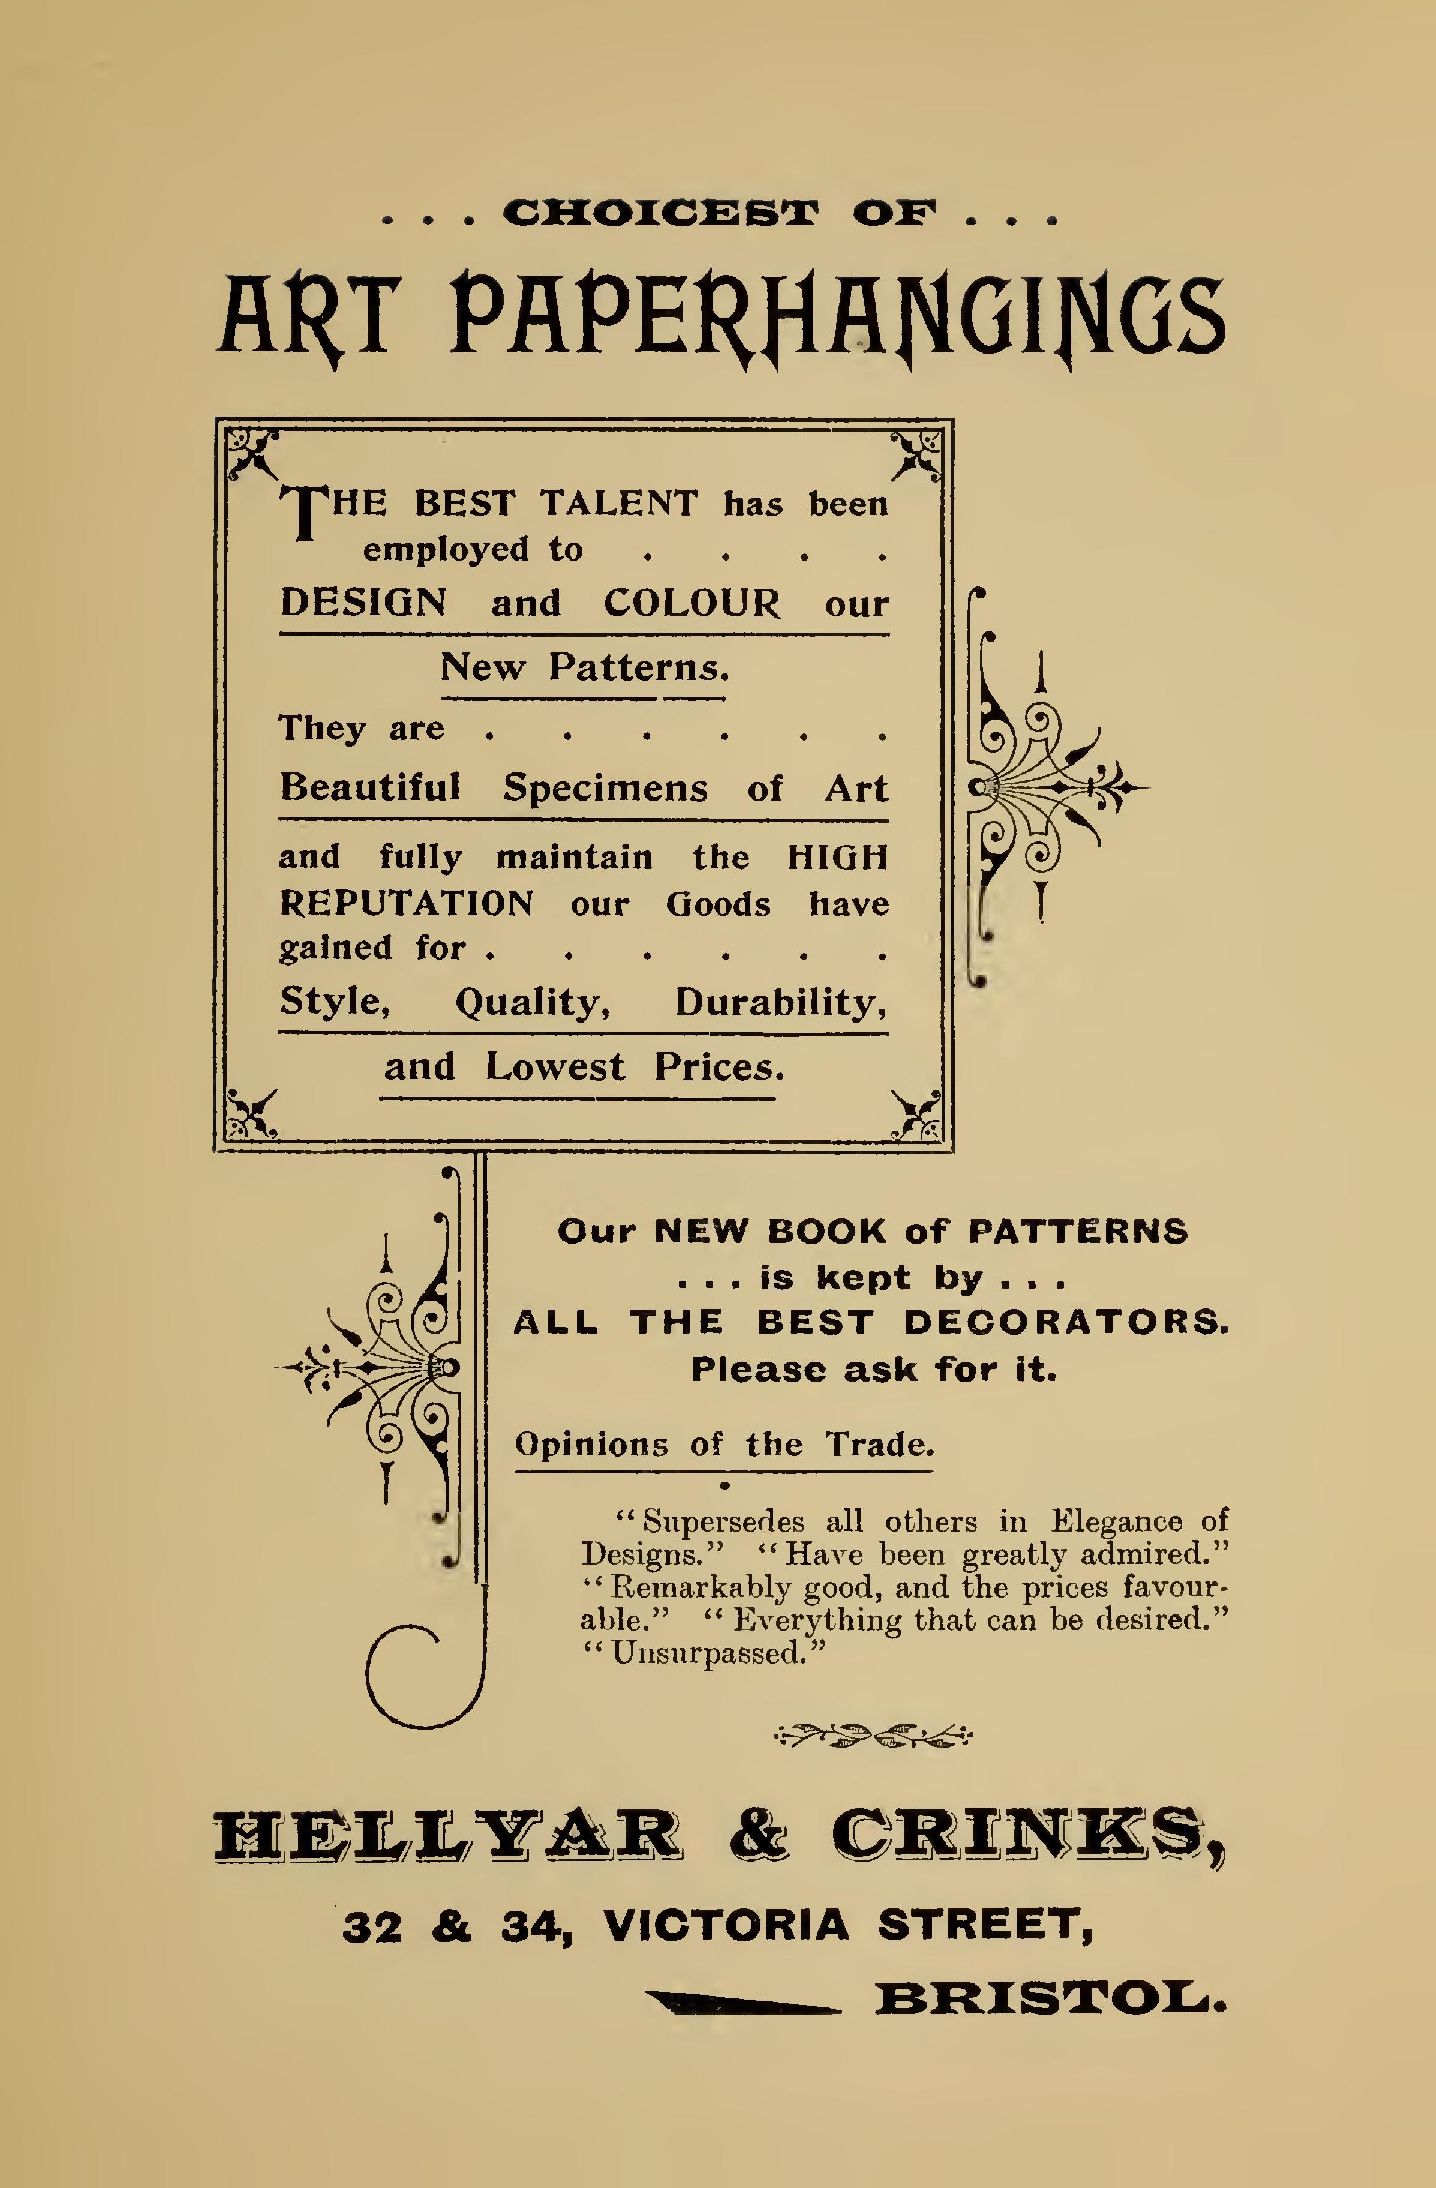 . . . CHOICEST OF . . .
ART PAPERHANGINGS
THE BEST TALENT has been
employed to . . . .
DESIGN and COLOUR our
New Patterns.
They are . . . . . .
Beautiful Specimens of Art
and fully maintain the HIGH
REPUTATION our Goods have
gained for . . . . . .
Style, Quality, Durability,
and Lowest Prices.
Our NEW BOOK of PATTERNS
. . . is kept by . . .
ALL THE BEST DECORATORS.
Please ask for it.
Opinions of the Trade.
“Supersedes all others in Elegance of
Designs.” “Have been greatly admired.”
“Remarkably good, and the prices favour-
able.” “Everything that can be desired.”
“Unsurpassed.”
HELLYAR & CRINKS,
32 & 34, VICTORIA STREET,
BRISTOL.